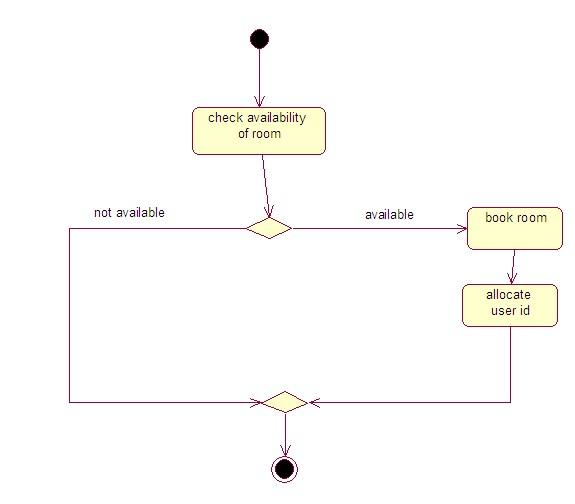 check availability
of room
not available
available
book room
allocate
user id